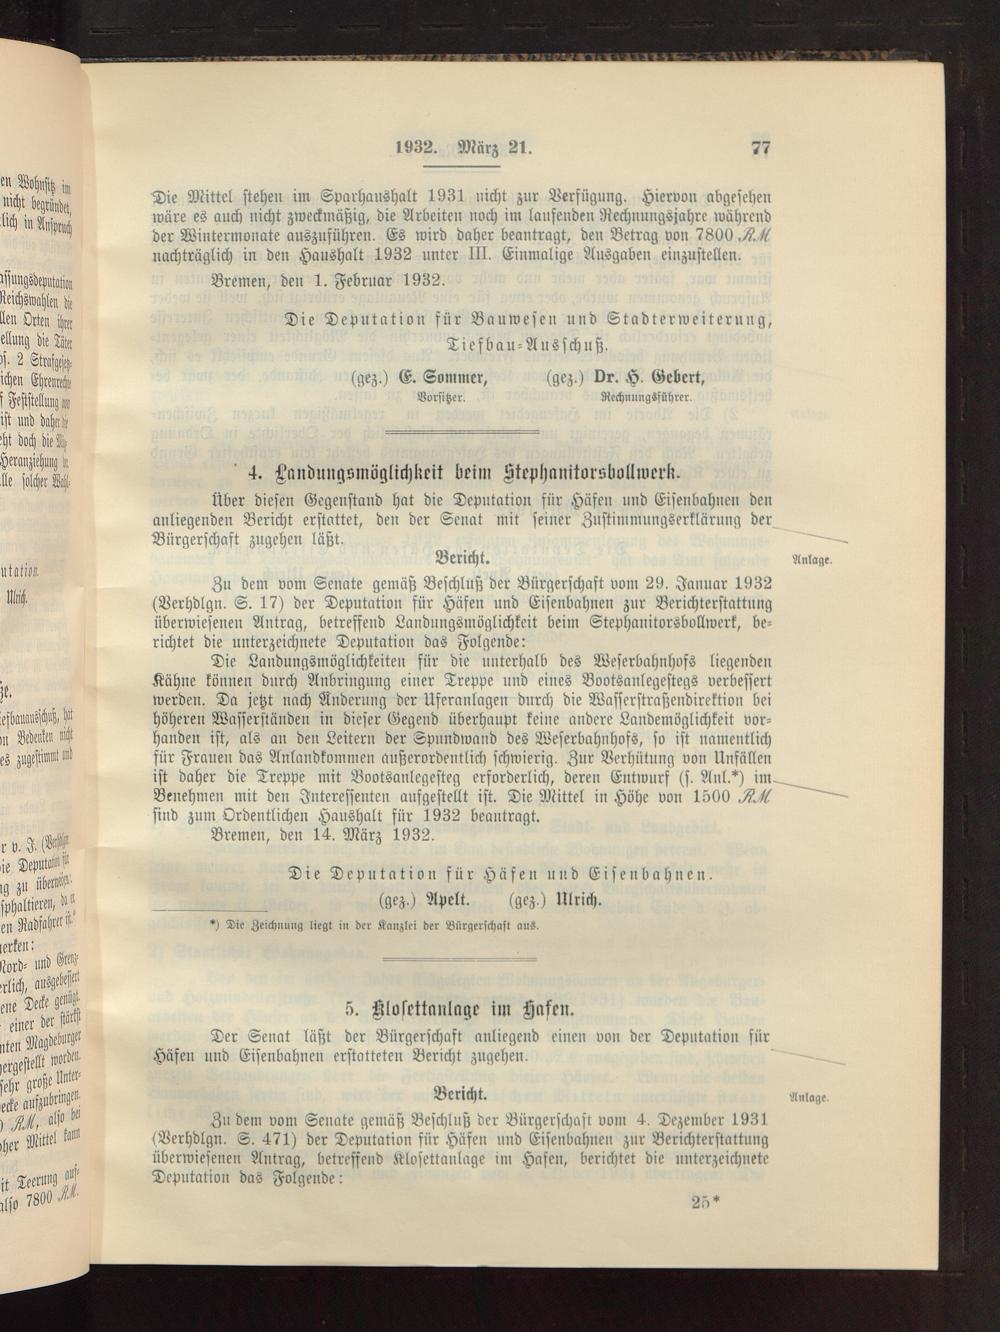 1932. März 21. 77
Die Mittel stehen im Sparhaushalt 1931 nicht zur Verfügung. Hiervon abgesehen
wäre es auch nicht zweckmäßig, die Arbeiten noch im laufenden Rechnungsjahre während
der Wintermonate auszuführen. Es wird daher beantragt, den Betrag von 7800 RM
nachträglich in den Haushalt 1932 unter III. Einmalige Ausgaben einzustellen.
Bremen, den 1. Februar 1932.
Die Deputation für Bauwesen und Stadterweiterung,
Tiefbau-Ausschuß.
(gez.) E. Sommer, (gez.) Dr. H. Gebert,
Vorsitzer. Rechnungsführer.
4. Landungsmöglichkeit beim Stephanitorsbollwerk.
Über diesen Gegenstand hat die Deputation für Häfen und Eisenbahnen den
anliegenden Bericht erstattet, den der Senat mit seiner Zustimmungserklärung der
Bürgerschaft zugehen läßt.
Bericht. Anlage.
Zu dem vom Senate gemäß Beschluß der Bürgerschaft vom 29. Januar 1932
(Verhdlgn. S. 17) der Deputation für Häfen und Eisenbahnen zur Berichterstattung
überwiesenen Antrag, betreffend Landungsmöglichkeit beim Stephanitorsbollwerk, be-
richtet die unterzeichnete Deputation das Folgende:
Die Landungsmöglichkeiten für die unterhalb des Weserbahnhofs liegenden
Kähne können durch Anbringung einer Treppe und eines Bootsanlegestegs verbessert
werden. Da jetzt nach Änderung der Uferanlagen durch die Wasserstraßendirektion bei
höheren Wasserständen in dieser Gegend überhaupt keine andere Landemöglichkeit vor-
handen ist, als an den Leitern der Spundwand des Weserbahnhofs, so ist namentlich
für Frauen das Anlandkommen außerordentlich schwierig. Zur Verhütung von Unfällen
ist daher die Treppe mit Bootsanlegesteg erforderlich, deren Entwurf (s. Anl.*) im
Benehmen mit den Interessenten aufgestellt ist. Die Mittel in Höhe von 1500 RM
sind zum Ordentlichen Haushalt für 1932 beantragt.
Bremen, den 14. März 1932.
Die Deputation für Häfen und Eisenbahnen.
(gez.) Apelt. (gez.) Ulrich.
*) Die Zeichnung liegt in der Kanzlei der Bürgerschaft aus.
5. Klosettanlage im Hafen.
Der Senat läßt der Bürgerschaft anliegend einen von der Deputation für
Häfen und Eisenbahnen erstatteten Bericht zugehen.
Bericht. Anlage.
Zu dem vom Senate gemäß Beschluß der Bürgerschaft vom 4. Dezember 1931
(Verhdlgn. S. 471) der Deputation für Häfen und Eisenbahnen zur Berichterstattung
überwiesenen Antrag, betreffend Klosettanlage im Hafen, berichtet die unterzeichnete
Deputation das Folgende:
25*